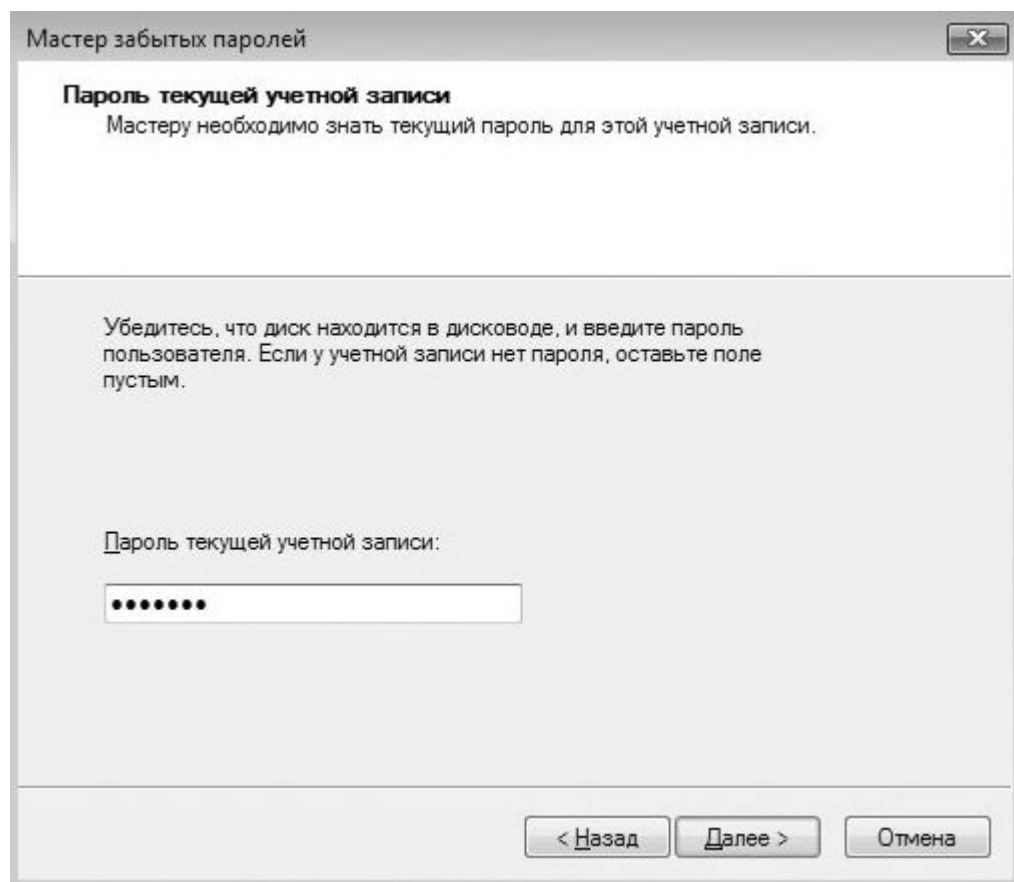 Мастер забытых паролей
Пароль текущей учетной записи
Мастеру необходимо знать текущий пароль для этой учетной записи.
Убедитесь, что диск находится в дисководе, и введите пароль
пользователя. Если у учетной записи нет пароля, оставьте поле
пустым.
Пароль текущей учетной записи:
•••••••
< Назад Далее > Отмена